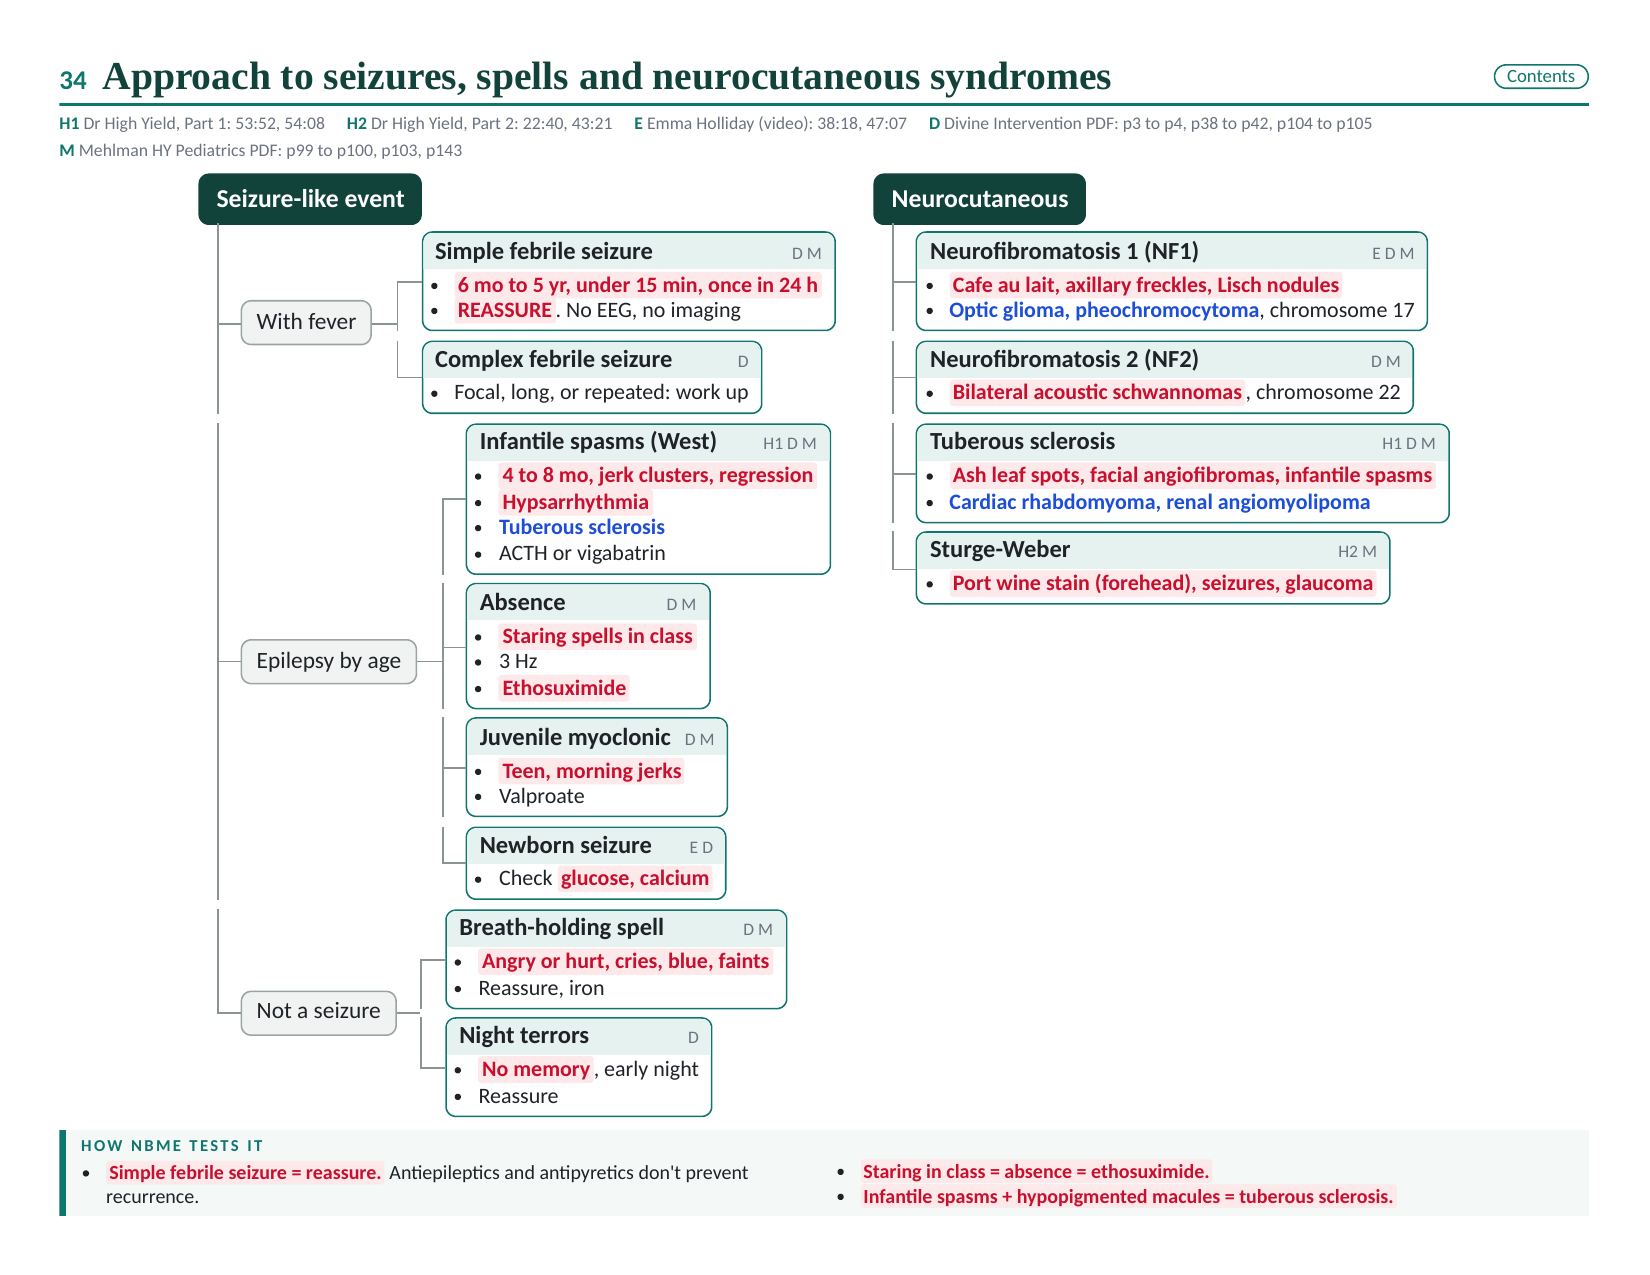 34 Approach to seizures, spells and neurocutaneous syndromes
Contents
H1 Dr High Yield, Part 1: 53:52, 54:08 H2 Dr High Yield, Part 2: 22:40, 43:21 E Emma Holliday (video): 38:18, 47:07 D Divine Intervention PDF: p3 to p4, p38 to p42, p104 to p105
M Mehlman HY Pediatrics PDF: p99 to p100, p103, p143
Seizure-like event
With fever
Simple febrile seizure D M
• 6 mo to 5 yr, under 15 min, once in 24 h
• REASSURE. No EEG, no imaging
Complex febrile seizure D
• Focal, long, or repeated: work up
Epilepsy by age
Infantile spasms (West) H1 D M
• 4 to 8 mo, jerk clusters, regression
• Hypsarrhythmia
• Tuberous sclerosis
• ACTH or vigabatrin
Absence D M
• Staring spells in class
• 3 Hz
• Ethosuximide
Juvenile myoclonic D M
• Teen, morning jerks
• Valproate
Newborn seizure E D
• Check glucose, calcium
Not a seizure
Breath-holding spell D M
• Angry or hurt, cries, blue, faints
• Reassure, iron
Night terrors D
• No memory, early night
• Reassure
Neurocutaneous
Neurofibromatosis 1 (NF1) E D M
• Cafe au lait, axillary freckles, Lisch nodules
• Optic glioma, pheochromocytoma, chromosome 17
Neurofibromatosis 2 (NF2) D M
• Bilateral acoustic schwannomas, chromosome 22
Tuberous sclerosis H1 D M
• Ash leaf spots, facial angiofibromas, infantile spasms
• Cardiac rhabdomyoma, renal angiomyolipoma
Sturge-Weber H2 M
• Port wine stain (forehead), seizures, glaucoma
HOW NBME TESTS IT
• Simple febrile seizure = reassure. Antiepileptics and antipyretics don't prevent
recurrence.
• Staring in class = absence = ethosuximide.
• Infantile spasms + hypopigmented macules = tuberous sclerosis.